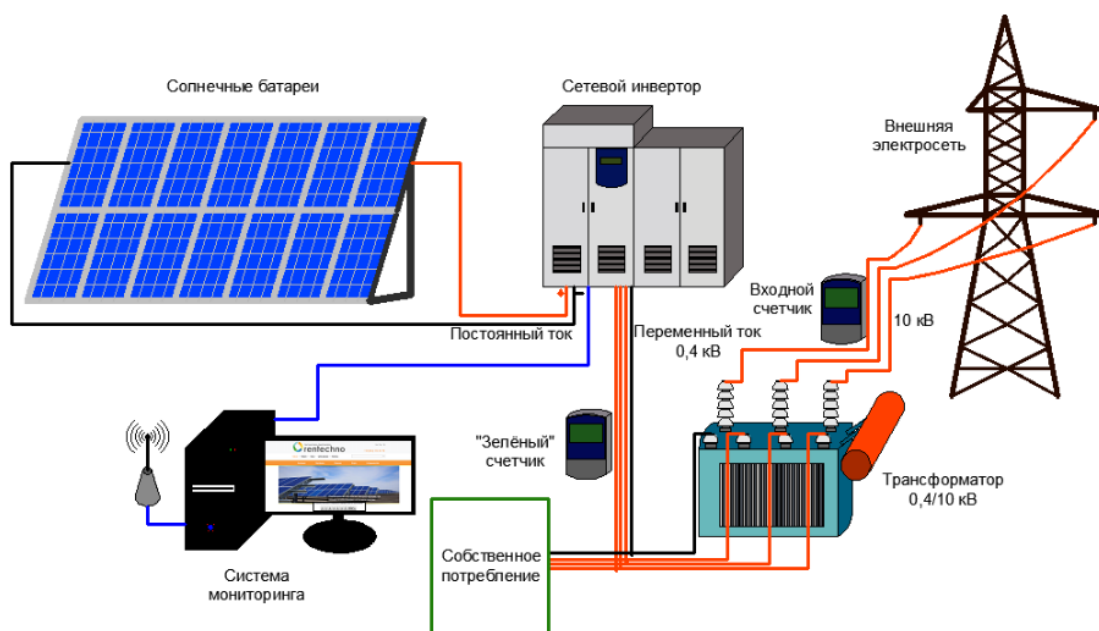 Солнечные батареи
Сетевой инвертор
Внешняя
электросеть
Входной
счетчик
10 кВ
Постоянный ток
Переменный ток
0,4 кВ
"Зелёный"
счетчик
rentechno
Трансформатор
0,4/10 кВ
Собственное
потребление
Система
мониторинга